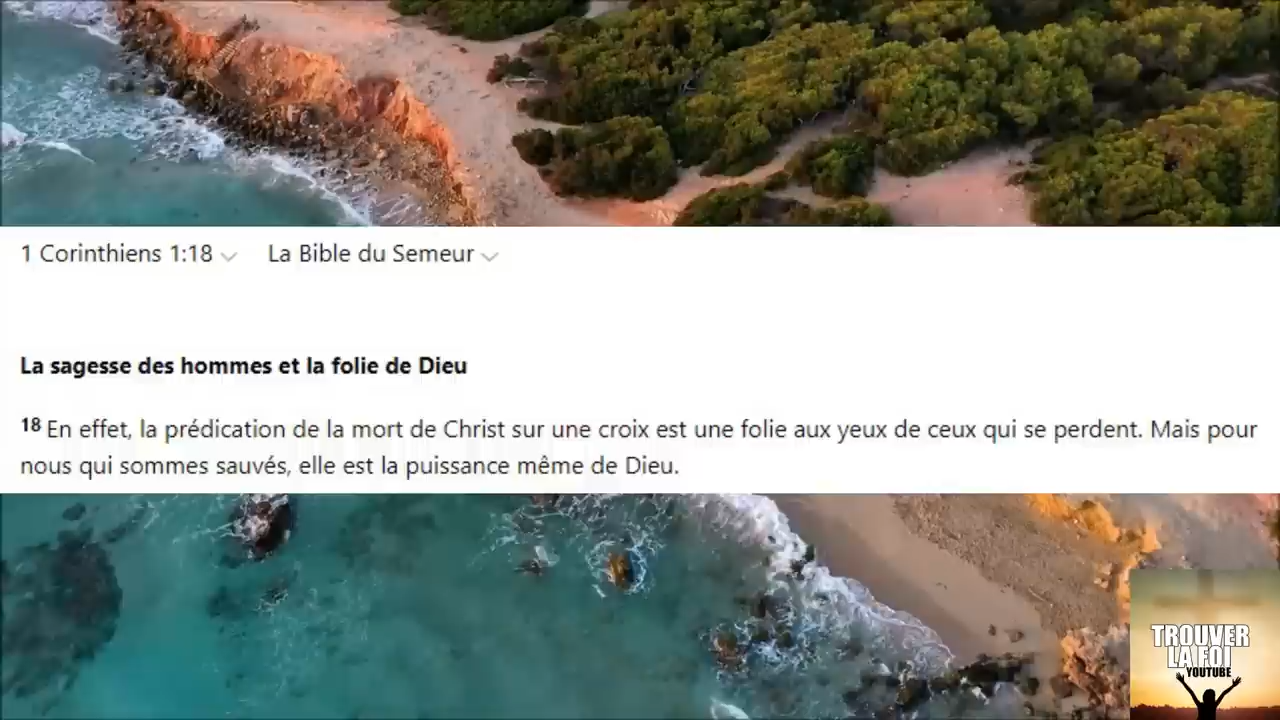 1 Corinthiens 1:18 La Bible du Semeur
La sagesse des hommes et la folie de Dieu
18 En effet, la prédication de la mort de Christ sur une croix est une folie aux yeux de ceux qui se perdent. Mais pour
nous qui sommes sauvés, elle est la puissance même de Dieu.
TROUVER
LA FOI
YOUTUBE